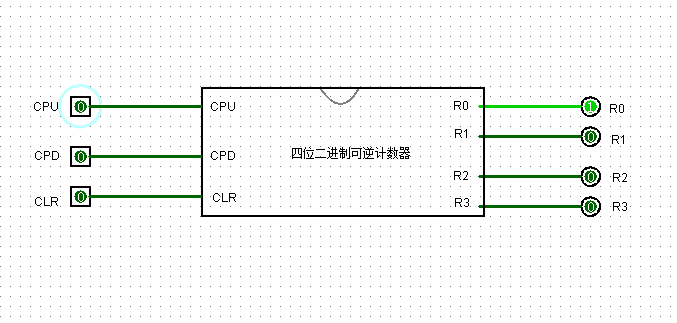 CPU 0 CPU R0 1 R0
R1 0 R1
CPD 0 CPD 四位二进制可逆计数器
R2 0 R2
CLR 0 CLR R3 0 R3